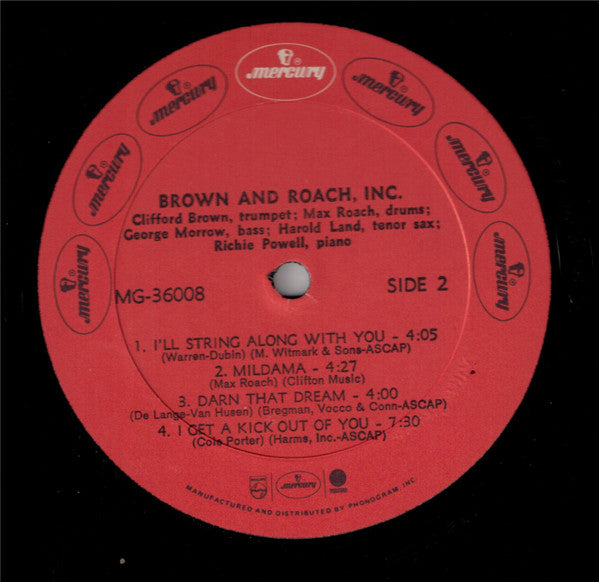 mercury
mercury
mercury
mercury
mercury
mercury
mercury
BROWN AND ROACH, INC.
Clifford Brown, trumpet; Max Roach, drums;
George Morrow, bass; Harold Land, tenor sax;
Richie Powell, piano
MG-36008
SIDE 2
1. I'LL STRING ALONG WITH YOU - 4:05
(Warren-Dubin) (M. Witmark & Sons-ASCAP)
2. MILDAMA - 4:27
(Max Roach) (Clifton Music)
3. DARN THAT DREAM - 4:00
(De Lange-Van Husen) (Bregman, Vocco & Conn-ASCAP)
4. I GET A KICK OUT OF YOU - 7:30
(Cole Porter) (Harms, Inc.-ASCAP)
mercury
MANUFACTURED AND DISTRIBUTED BY PHONOGRAM, INC.